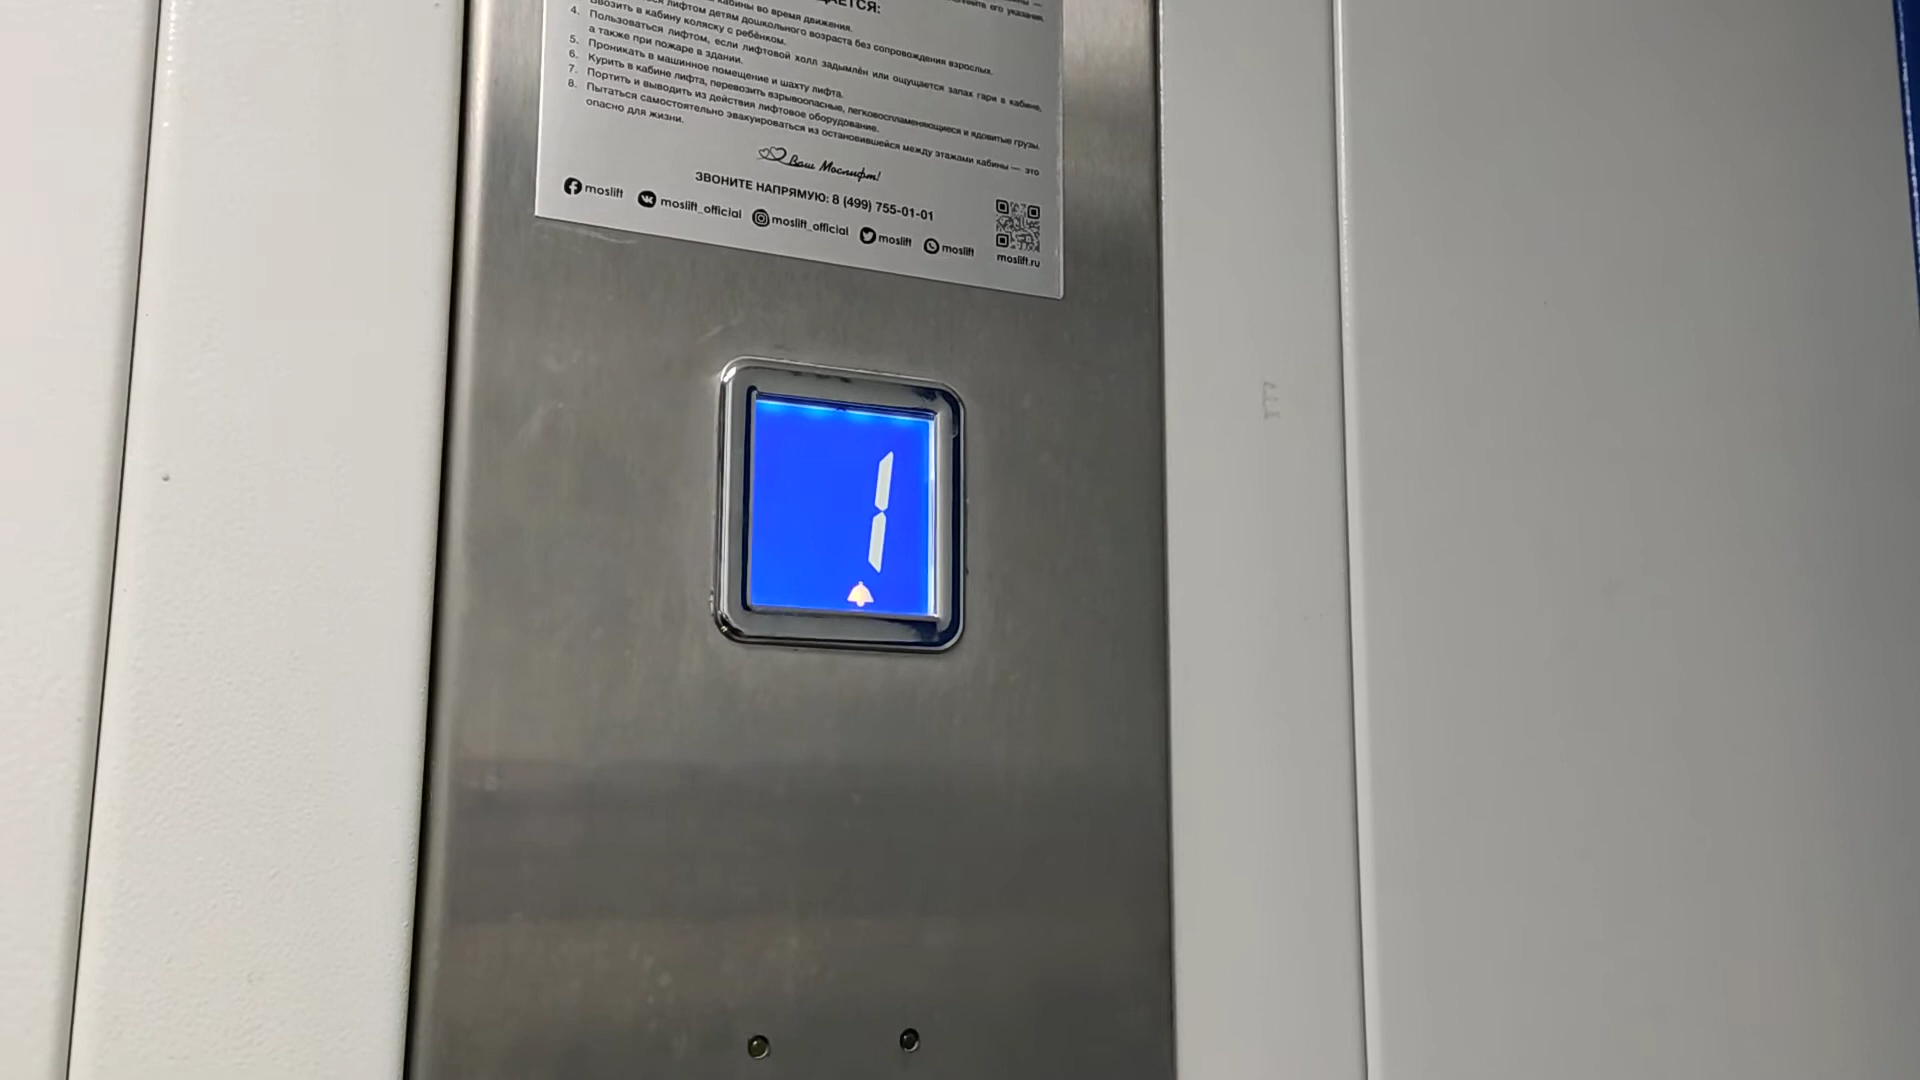 его указания.
ЩАЕТСЯ:
кабины во время движения.
лифтом детям дошкольного возраста без сопровождения взрослых.
4. Ввозить в кабину коляску с ребёнком.
Пользоваться лифтом, если лифтовой холл задымлён или ощущается запах гари в кабине,
а также при пожаре в здании.
5. Проникать в машинное помещение и шахту лифта.
6. Курить в кабине лифта, перевозить взрывоопасные, легковоспламеняющиеся и ядовитые грузы.
7. Портить и выводить из действия лифтовое оборудование.
8. Пытаться самостоятельно эвакуироваться из остановившейся между этажами кабины — это
опасно для жизни.
Ваш Мослифт!
ЗВОНИТЕ НАПРЯМУЮ: 8 (499) 755-01-01
moslift moslift_official moslift_official moslift moslift
moslift.ru
1